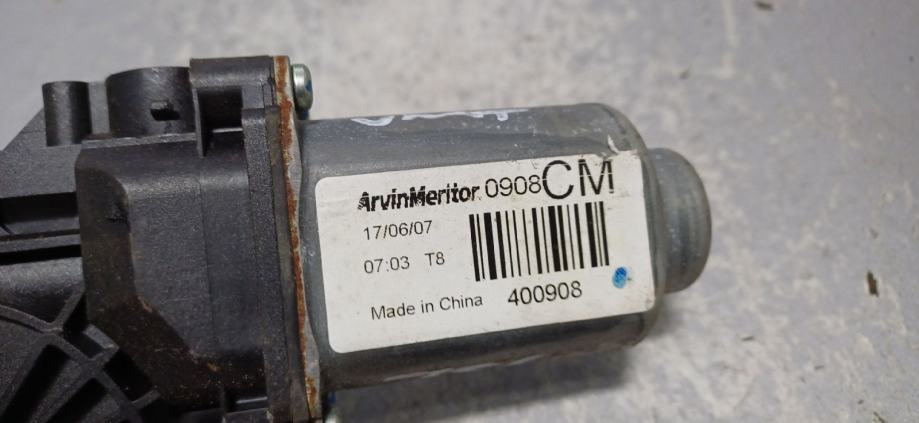 ArvinMeritor 0908CM
17/06/07
07:03 T8
Made in China 400908